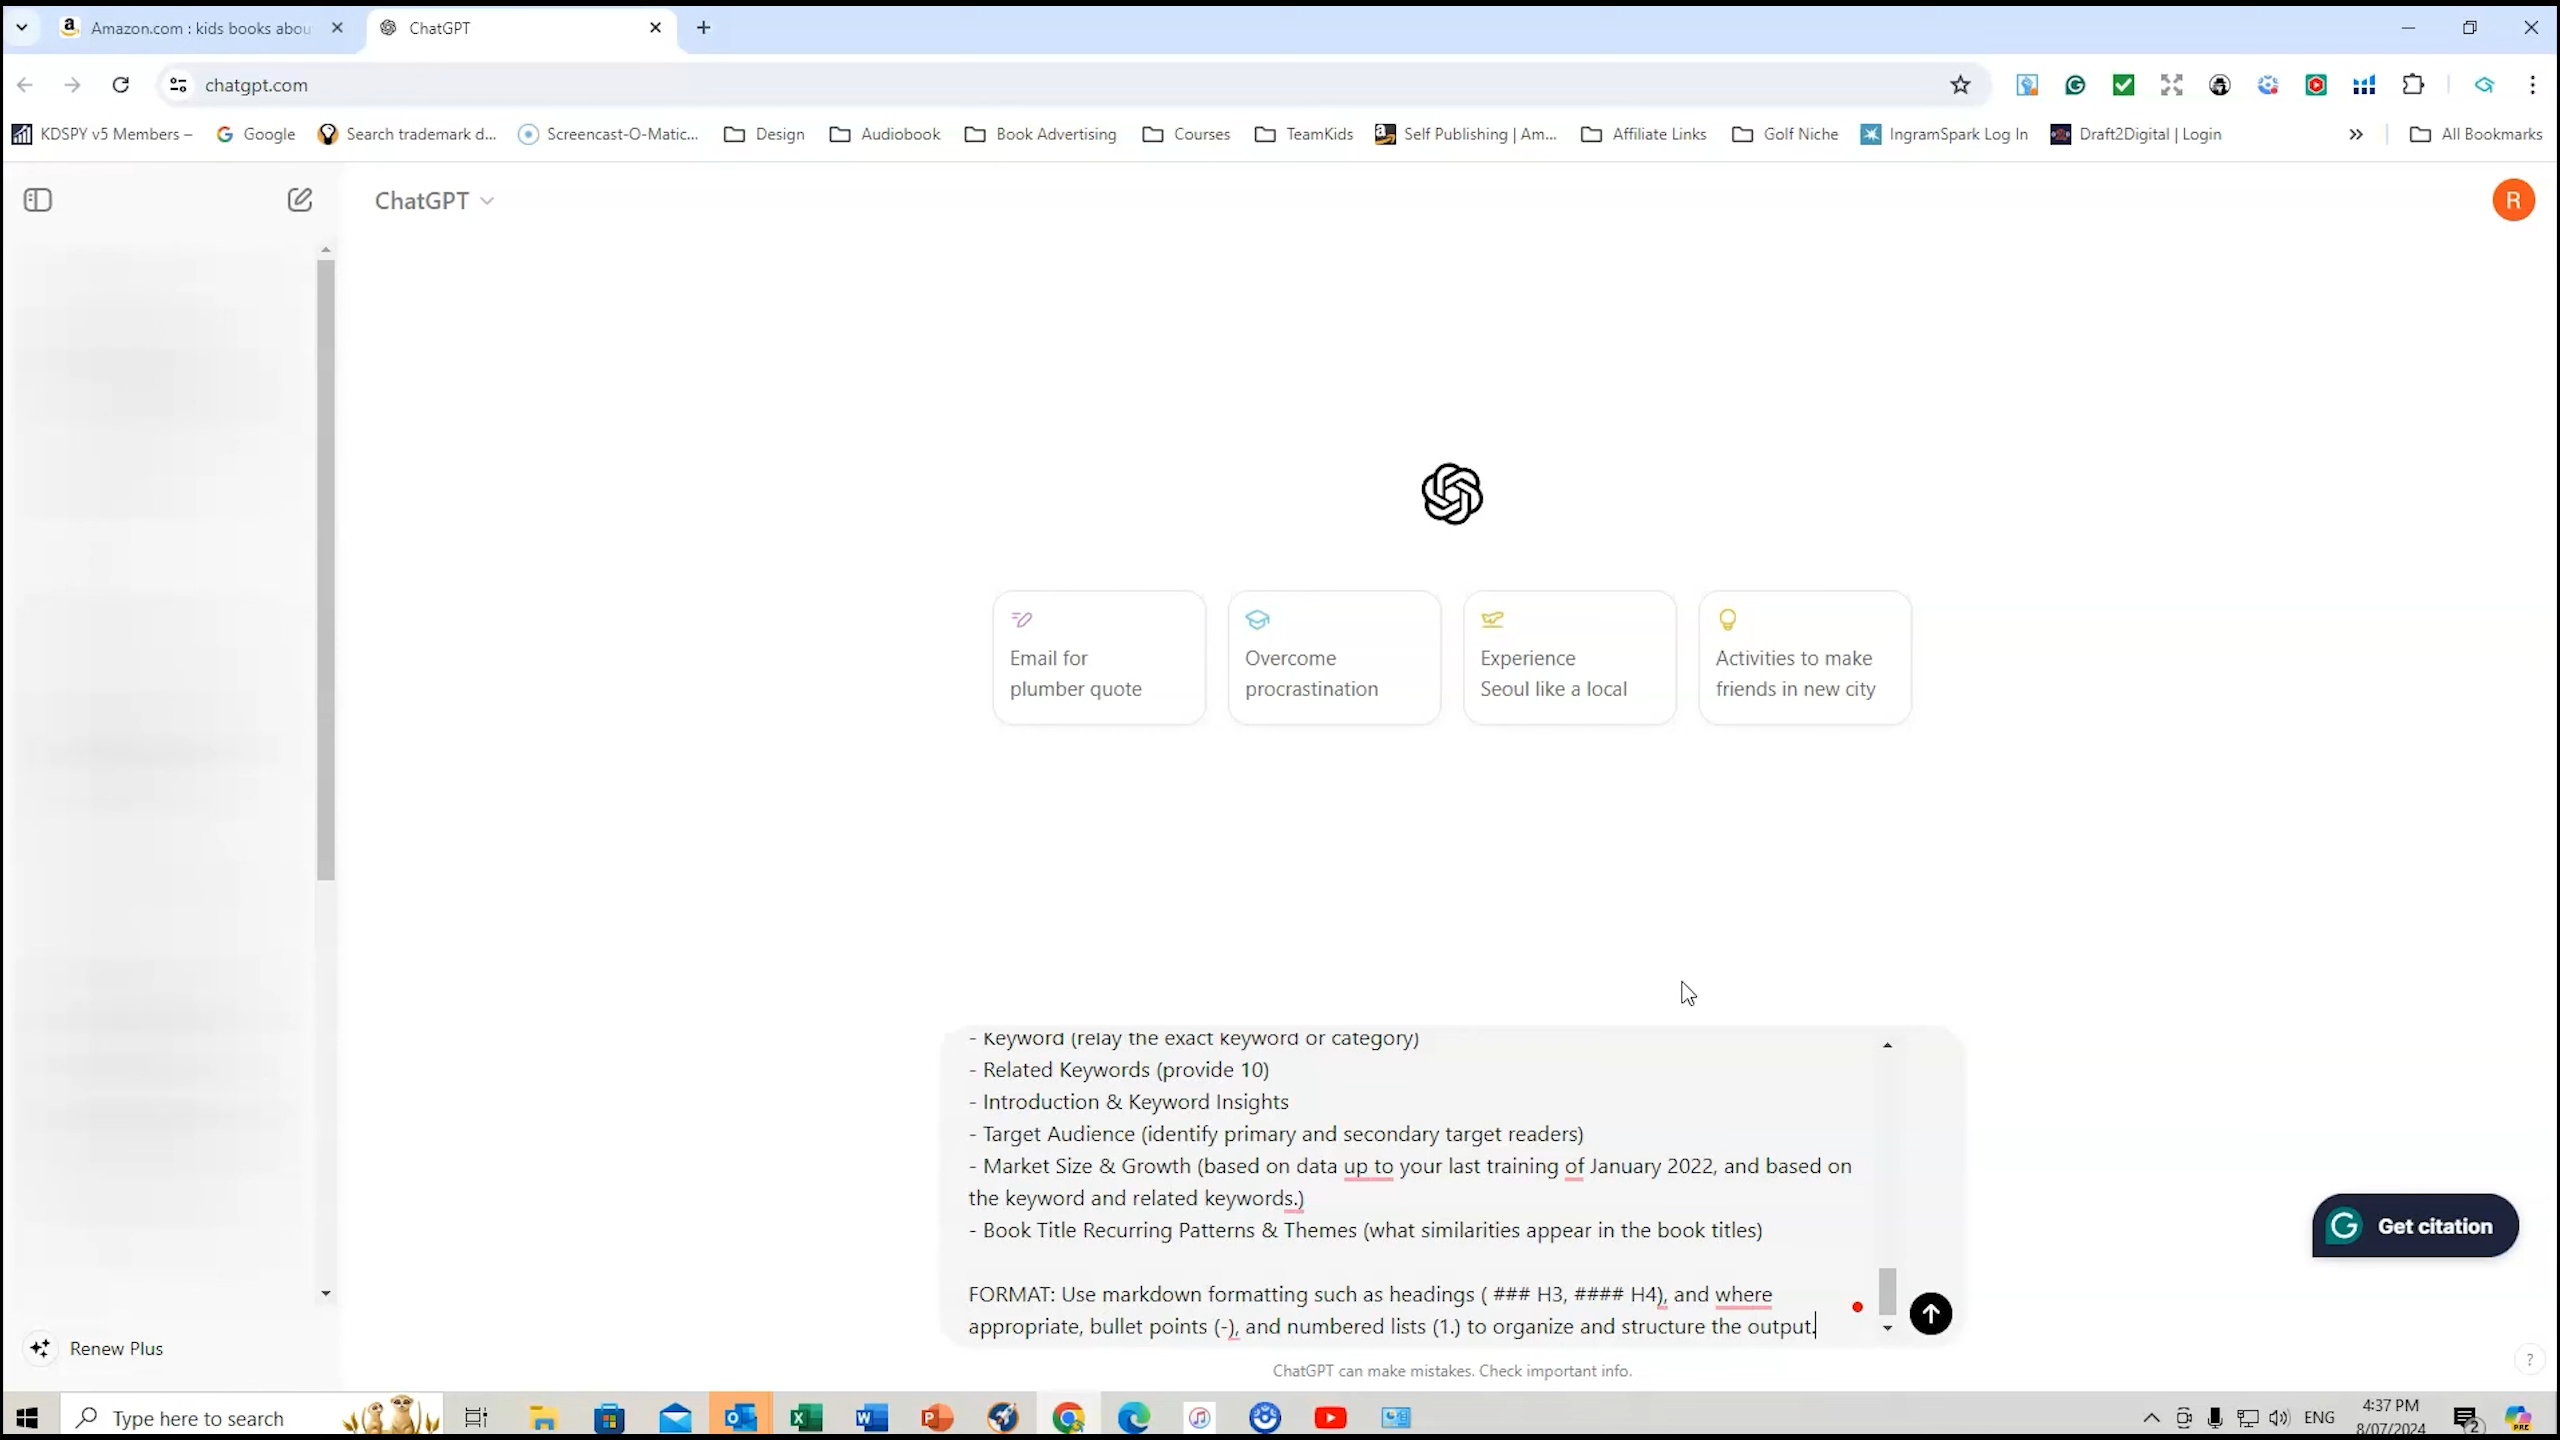 Amazon.com : kids books abou
ChatGPT
chatgpt.com
KDSPY v5 Members –
Google
Search trademark d...
Screencast-O-Matic...
Design
Audiobook
Book Advertising
Courses
TeamKids
Self Publishing | Am...
Affiliate Links
Golf Niche
IngramSpark Log In
Draft2Digital | Login
All Bookmarks
ChatGPT
R
Email for
plumber quote
Overcome
procrastination
Experience
Seoul like a local
Activities to make
friends in new city
- Keyword (relay the exact keyword or category)
- Related Keywords (provide 10)
- Introduction & Keyword Insights
- Target Audience (identify primary and secondary target readers)
- Market Size & Growth (based on data up to your last training of January 2022, and based on
the keyword and related keywords.)
- Book Title Recurring Patterns & Themes (what similarities appear in the book titles)
FORMAT: Use markdown formatting such as headings ( ### H3, #### H4), and where
appropriate, bullet points (-), and numbered lists (1.) to organize and structure the output.
Get citation
Renew Plus
ChatGPT can make mistakes. Check important info.
?
Type here to search
ENG
4:37 PM
8/07/2024
2